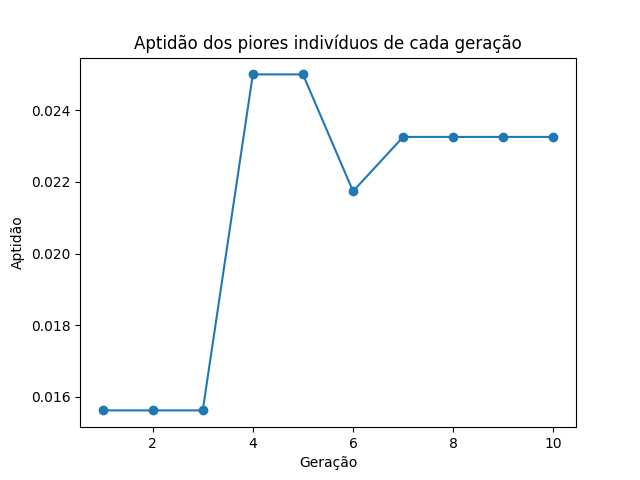 Aptidão dos piores indivíduos de cada geração
0.024
0.022
0.020
0.018
0.016
Aptidão
2 4 6 8 10
Geração